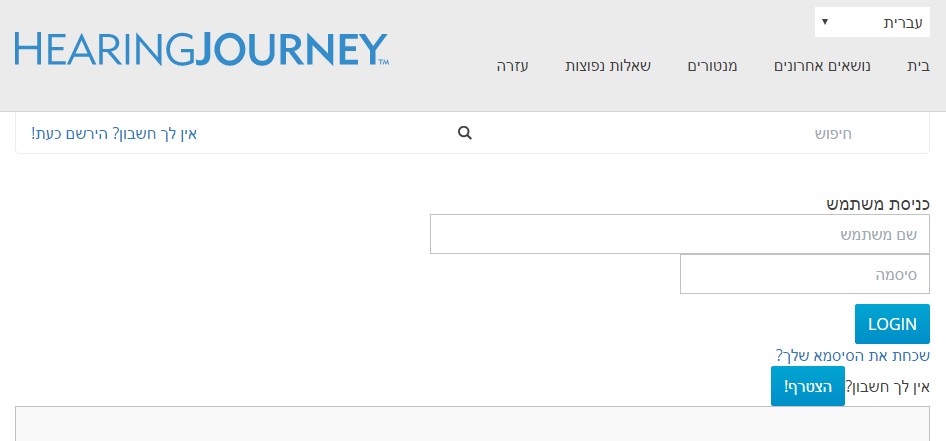 עברית
HEARINGJOURNEY™
בית נושאים אחרונים מנטורים שאלות נפוצות עזרה
חיפוש אין לך חשבון? הירשם כעת!
כניסת משתמש
שם משתמש
סיסמה
LOGIN
שכחת את הסיסמא שלך?
אין לך חשבון? הצטרף!